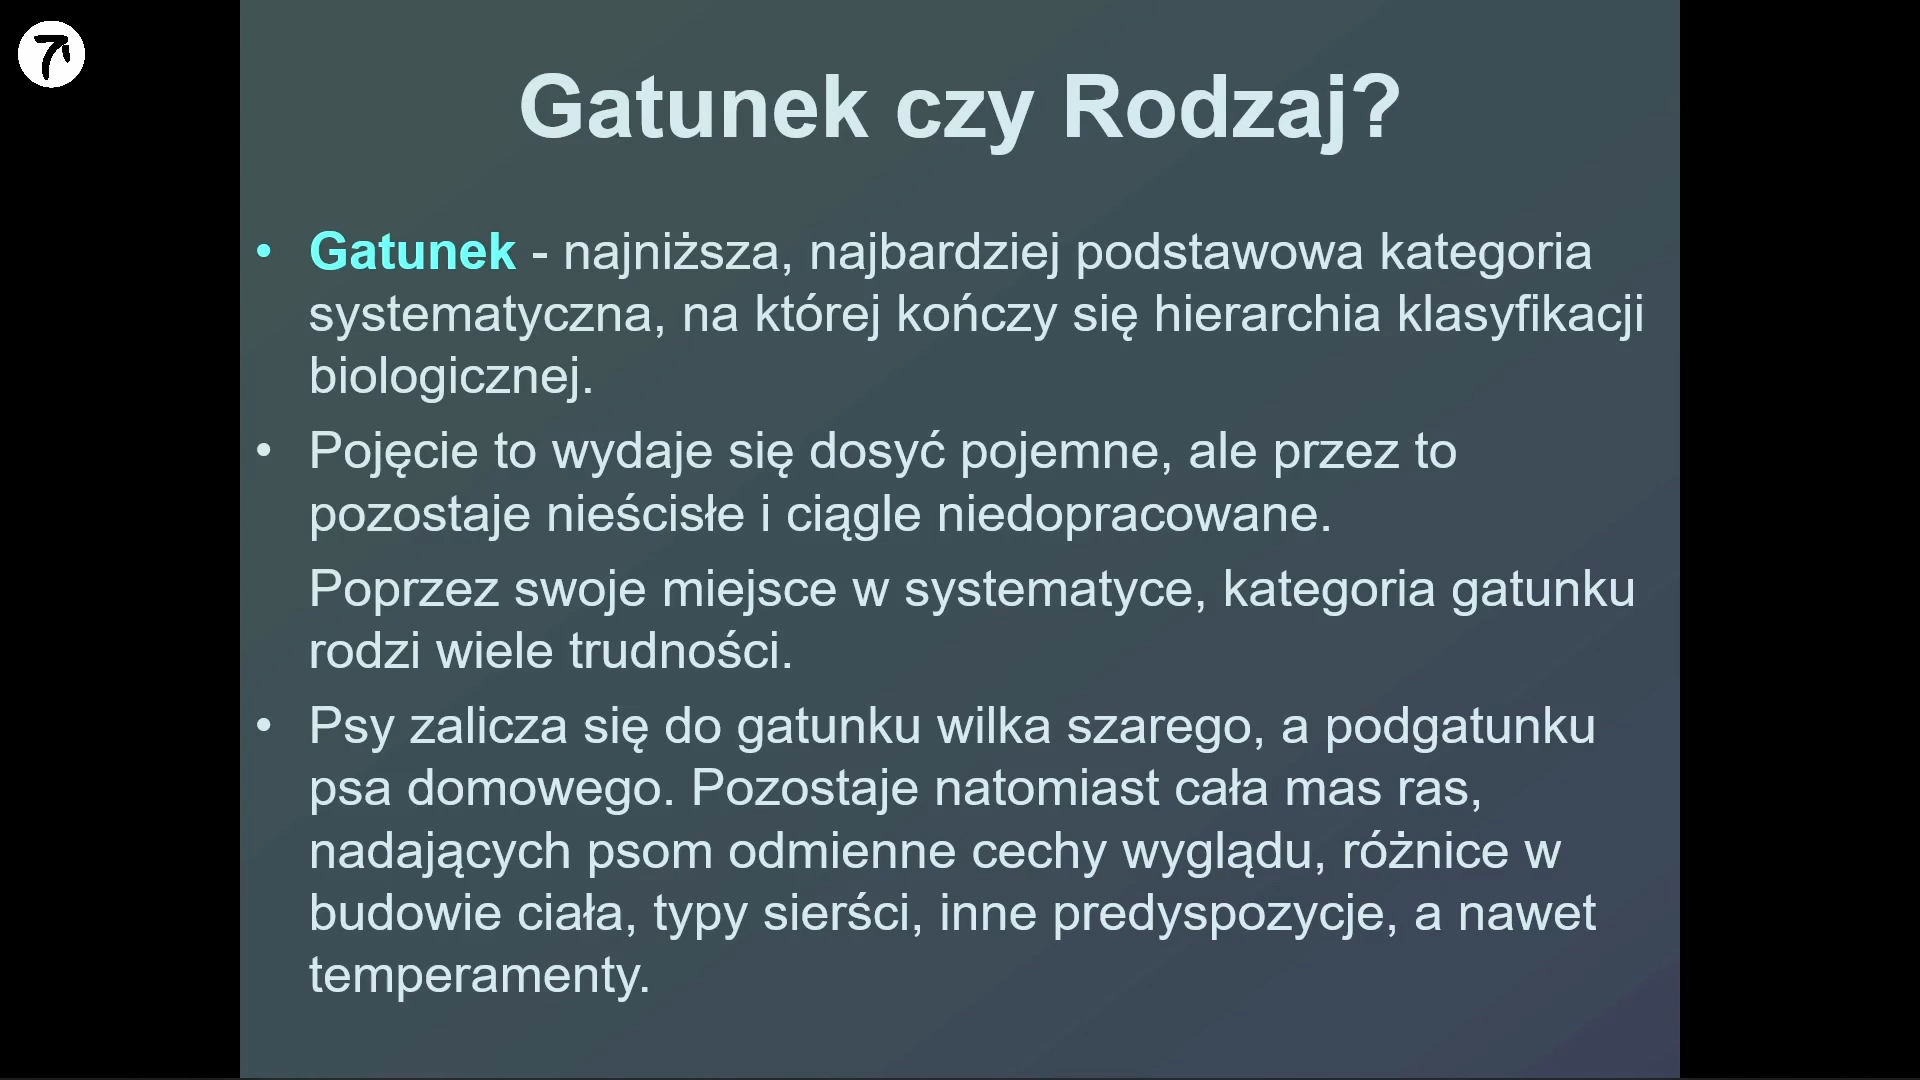 Gatunek czy Rodzaj?
• Gatunek - najniższa, najbardziej podstawowa kategoria
systematyczna, na której kończy się hierarchia klasyfikacji
biologicznej.
• Pojęcie to wydaje się dosyć pojemne, ale przez to
pozostaje nieścisłe i ciągle niedopracowane.
Poprzez swoje miejsce w systematyce, kategoria gatunku
rodzi wiele trudności.
• Psy zalicza się do gatunku wilka szarego, a podgatunku
psa domowego. Pozostaje natomiast cała mas ras,
nadających psom odmienne cechy wyglądu, różnice w
budowie ciała, typy sierści, inne predyspozycje, a nawet
temperamenty.